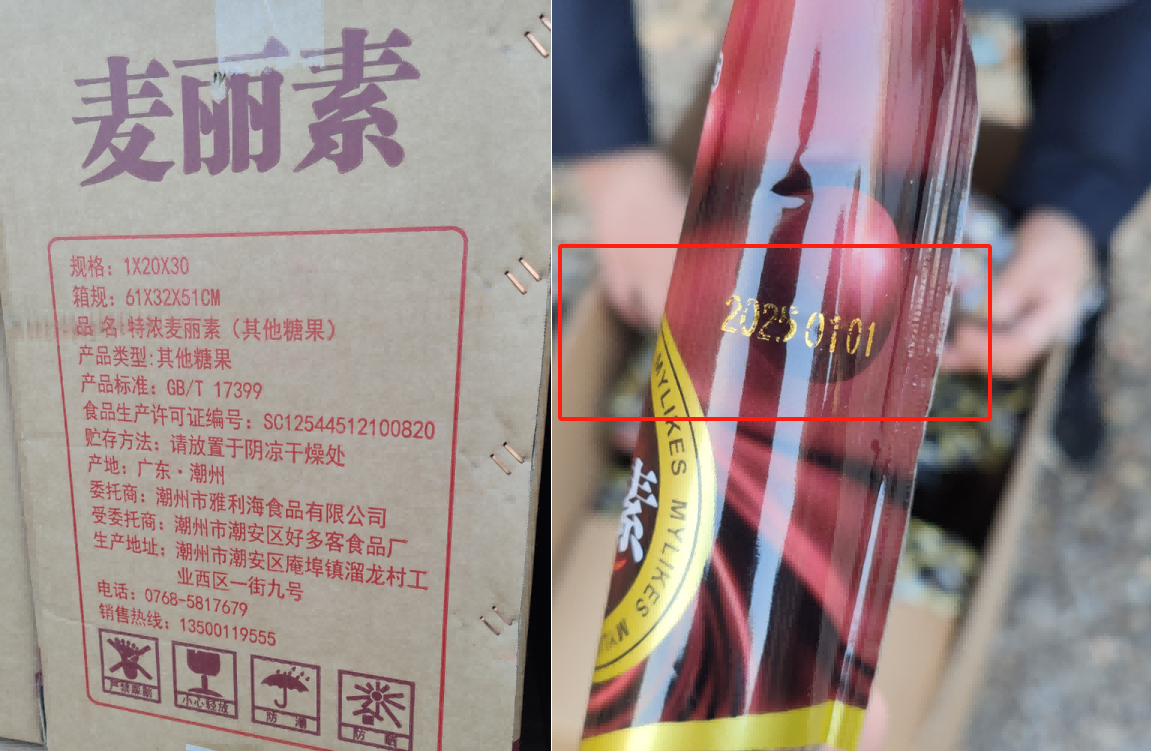 麦丽素
规格: 1X20X30
箱规: 61X32X51CM
品 名:特浓麦丽素（其他糖果）
产品类型:其他糖果
产品标准: GB/T 17399
食品生产许可证编号: SC12544512100820
贮存方法: 请放置于阴凉干燥处
产地: 广东·潮州
委托商: 潮州市雅利海食品有限公司
受委托商: 潮州市潮安区好多客食品厂
生产地址: 潮州市潮安区庵埠镇溜龙村工
业西区一街九号
电话: 0768-5817679
销售热线: 13500119555
小心轻放
防 潮
防 晒
20250101
MYLIKES MYLIKES